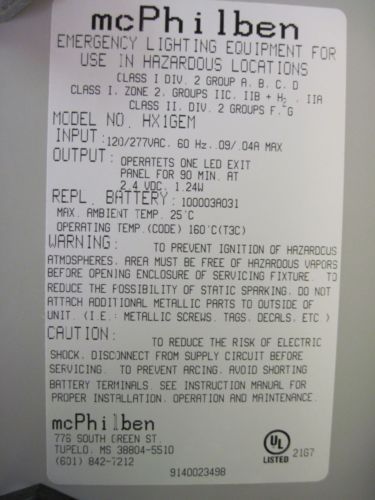 mcPhilben
EMERGENCY LIGHTING EQUIPMENT FOR
USE IN HAZARDOUS LOCATIONS
CLASS I DIV. 2 GROUP A, B, C, D
CLASS I, ZONE 2, GROUPS IIC, IIB + H2, IIA
CLASS II, DIV. 2 GROUPS F, G
MODEL NO. HX1GEM
INPUT: 120/277VAC, 60 Hz, .09/.04A MAX
OUTPUT: OPERATETS ONE LED EXIT
PANEL FOR 90 MIN. AT
2.4 VDC, 1.24W
REPL. BATTERY: 100003A031
MAX. AMBIENT TEMP. 25°C
OPERATING TEMP. (CODE) 160°C(T3C)
WARNING: TO PREVENT IGNITION OF HAZARDOUS
ATMOSPHERES, AREA MUST BE FREE OF HAZARDOUS VAPORS
BEFORE OPENING ENCLOSURE OF SERVICING FIXTURE TO
REDUCE THE POSSIBILITY OF STATIC SPARKING, DO NOT
ATTACH ADDITIONAL METALLIC PARTS TO OUTSIDE OF
UNIT. (I.E.: METALLIC SCREWS, TAGS, DECALS, ETC.)
CAUTION: TO REDUCE THE RISK OF ELECTRIC
SHOCK, DISCONNECT FROM SUPPLY CIRCUIT BEFORE
SERVICING. TO PREVENT ARCING, AVOID SHORTING
BATTERY TERMINALS. SEE INSTRUCTION MANUAL FOR
PROPER INSTALLATION, OPERATION AND MAINTENANCE.
mcPhilben
776 SOUTH GREEN ST.
TUPELO, MS 38804-5510
(601) 842-7212
UL
LISTED 21G7
9140023498